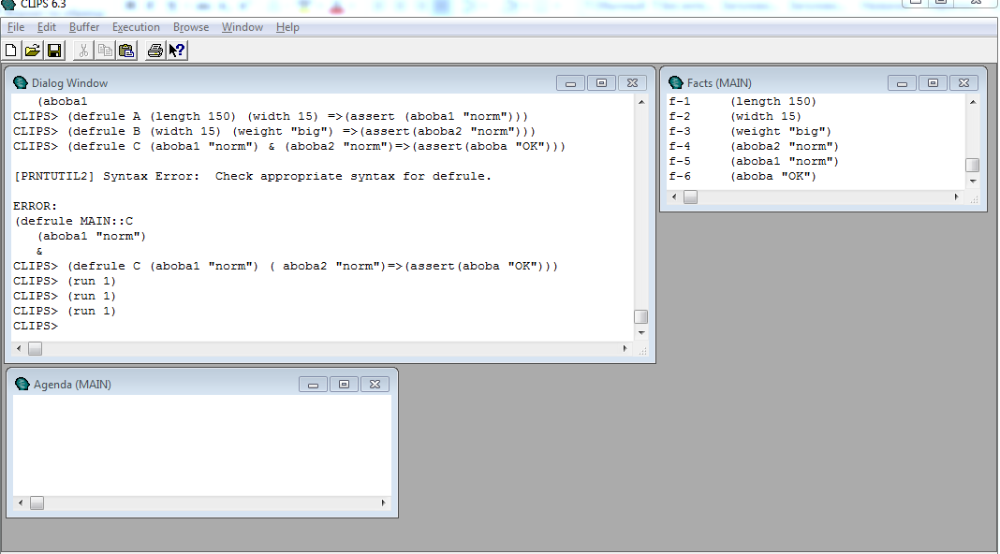 CLIPS 6.3
File Edit Buffer Execution Browse Window Help
Dialog Window
(aboba1
CLIPS> (defrule A (length 150) (width 15) =>(assert (aboba1 "norm")))
CLIPS> (defrule B (width 15) (weight "big") =>(assert(aboba2 "norm")))
CLIPS> (defrule C (aboba1 "norm") & (aboba2 "norm")=>(assert(aboba "OK")))
[PRNTUTIL2] Syntax Error:  Check appropriate syntax for defrule.
ERROR:
(defrule MAIN::C
(aboba1 "norm")
&
CLIPS> (defrule C (aboba1 "norm") ( aboba2 "norm")=>(assert(aboba "OK")))
CLIPS> (run 1)
CLIPS> (run 1)
CLIPS> (run 1)
CLIPS>
Facts (MAIN)
f-1 (length 150)
f-2 (width 15)
f-3 (weight "big")
f-4 (aboba2 "norm")
f-5 (aboba1 "norm")
f-6 (aboba "OK")
Agenda (MAIN)